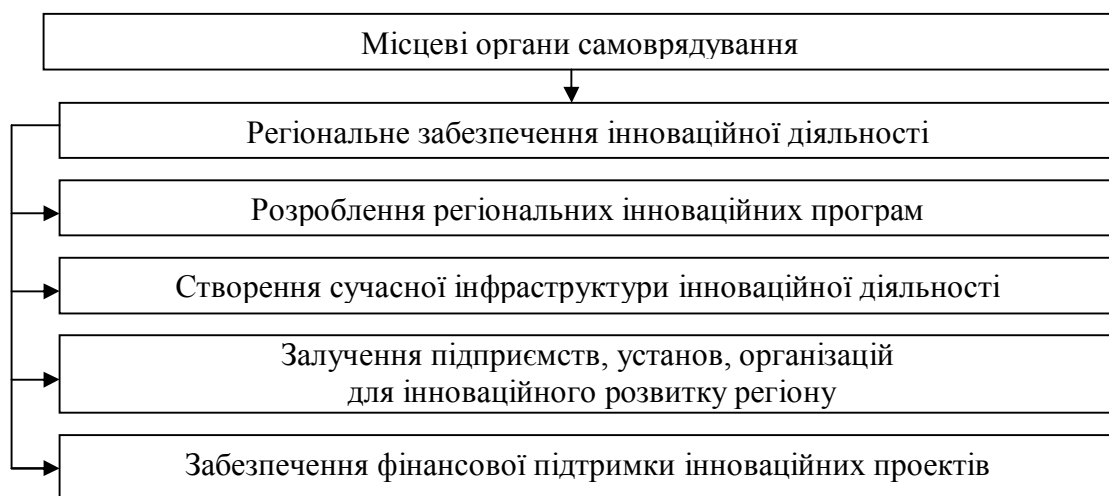 Місцеві органи самоврядування
Регіональне забезпечення інноваційної діяльності
Розроблення регіональних інноваційних програм
Створення сучасної інфраструктури інноваційної діяльності
Залучення підприємств, установ, організацій
для інноваційного розвитку регіону
Забезпечення фінансової підтримки інноваційних проектів